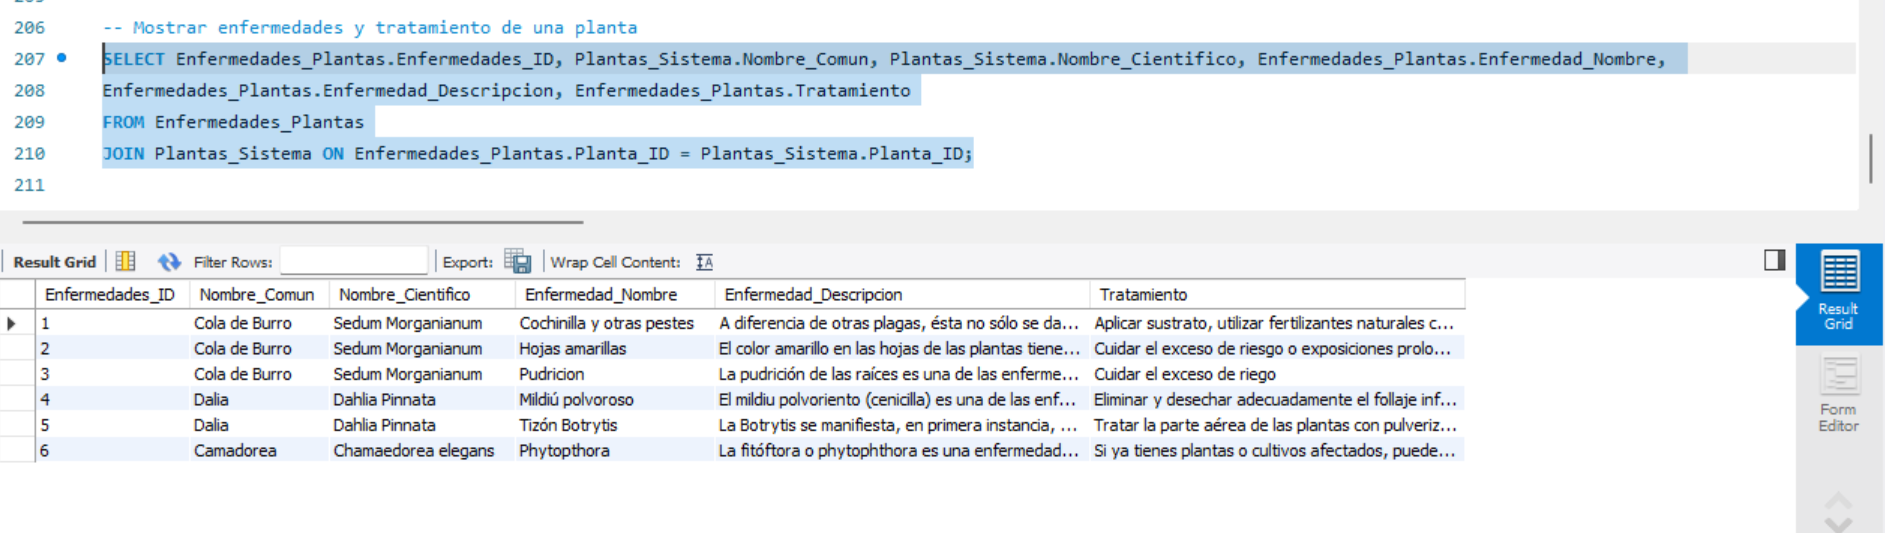 206 -- Mostrar enfermedades y tratamiento de una planta
207 SELECT Enfermedades_Plantas.Enfermedades_ID, Plantas_Sistema.Nombre_Comun, Plantas_Sistema.Nombre_Cientifico, Enfermedades_Plantas.Enfermedad_Nombre,
208 Enfermedades_Plantas.Enfermedad_Descripcion, Enfermedades_Plantas.Tratamiento
209 FROM Enfermedades_Plantas
210 JOIN Plantas_Sistema ON Enfermedades_Plantas.Planta_ID = Plantas_Sistema.Planta_ID;
211
Result Grid Filter Rows: Export: Wrap Cell Content: IA
Enfermedades_ID Nombre_Comun Nombre_Cientifico Enfermedad_Nombre Enfermedad_Descripcion Tratamiento
1 Cola de Burro Sedum Morganianum Cochinilla y otras pestes A diferencia de otras plagas, ésta no sólo se da... Aplicar sustrato, utilizar fertilizantes naturales c...
2 Cola de Burro Sedum Morganianum Hojas amarillas El color amarillo en las hojas de las plantas tiene... Cuidar el exceso de riesgo o exposiciones prolo...
3 Cola de Burro Sedum Morganianum Pudricion La pudrición de las raíces es una de las enferme... Cuidar el exceso de riego
4 Dalia Dahlia Pinnata Mildiú polvoroso El mildiu polvoriento (cenicilla) es una de las enf... Eliminar y desechar adecuadamente el follaje inf...
5 Dalia Dahlia Pinnata Tizón Botrytis La Botrytis se manifiesta, en primera instancia, ... Tratar la parte aérea de las plantas con pulveriz...
6 Camadorea Chamaedorea elegans Phytopthora La fitóftora o phytophthora es una enfermedad... Si ya tienes plantas o cultivos afectados, puede...
Result
Grid
Form
Editor